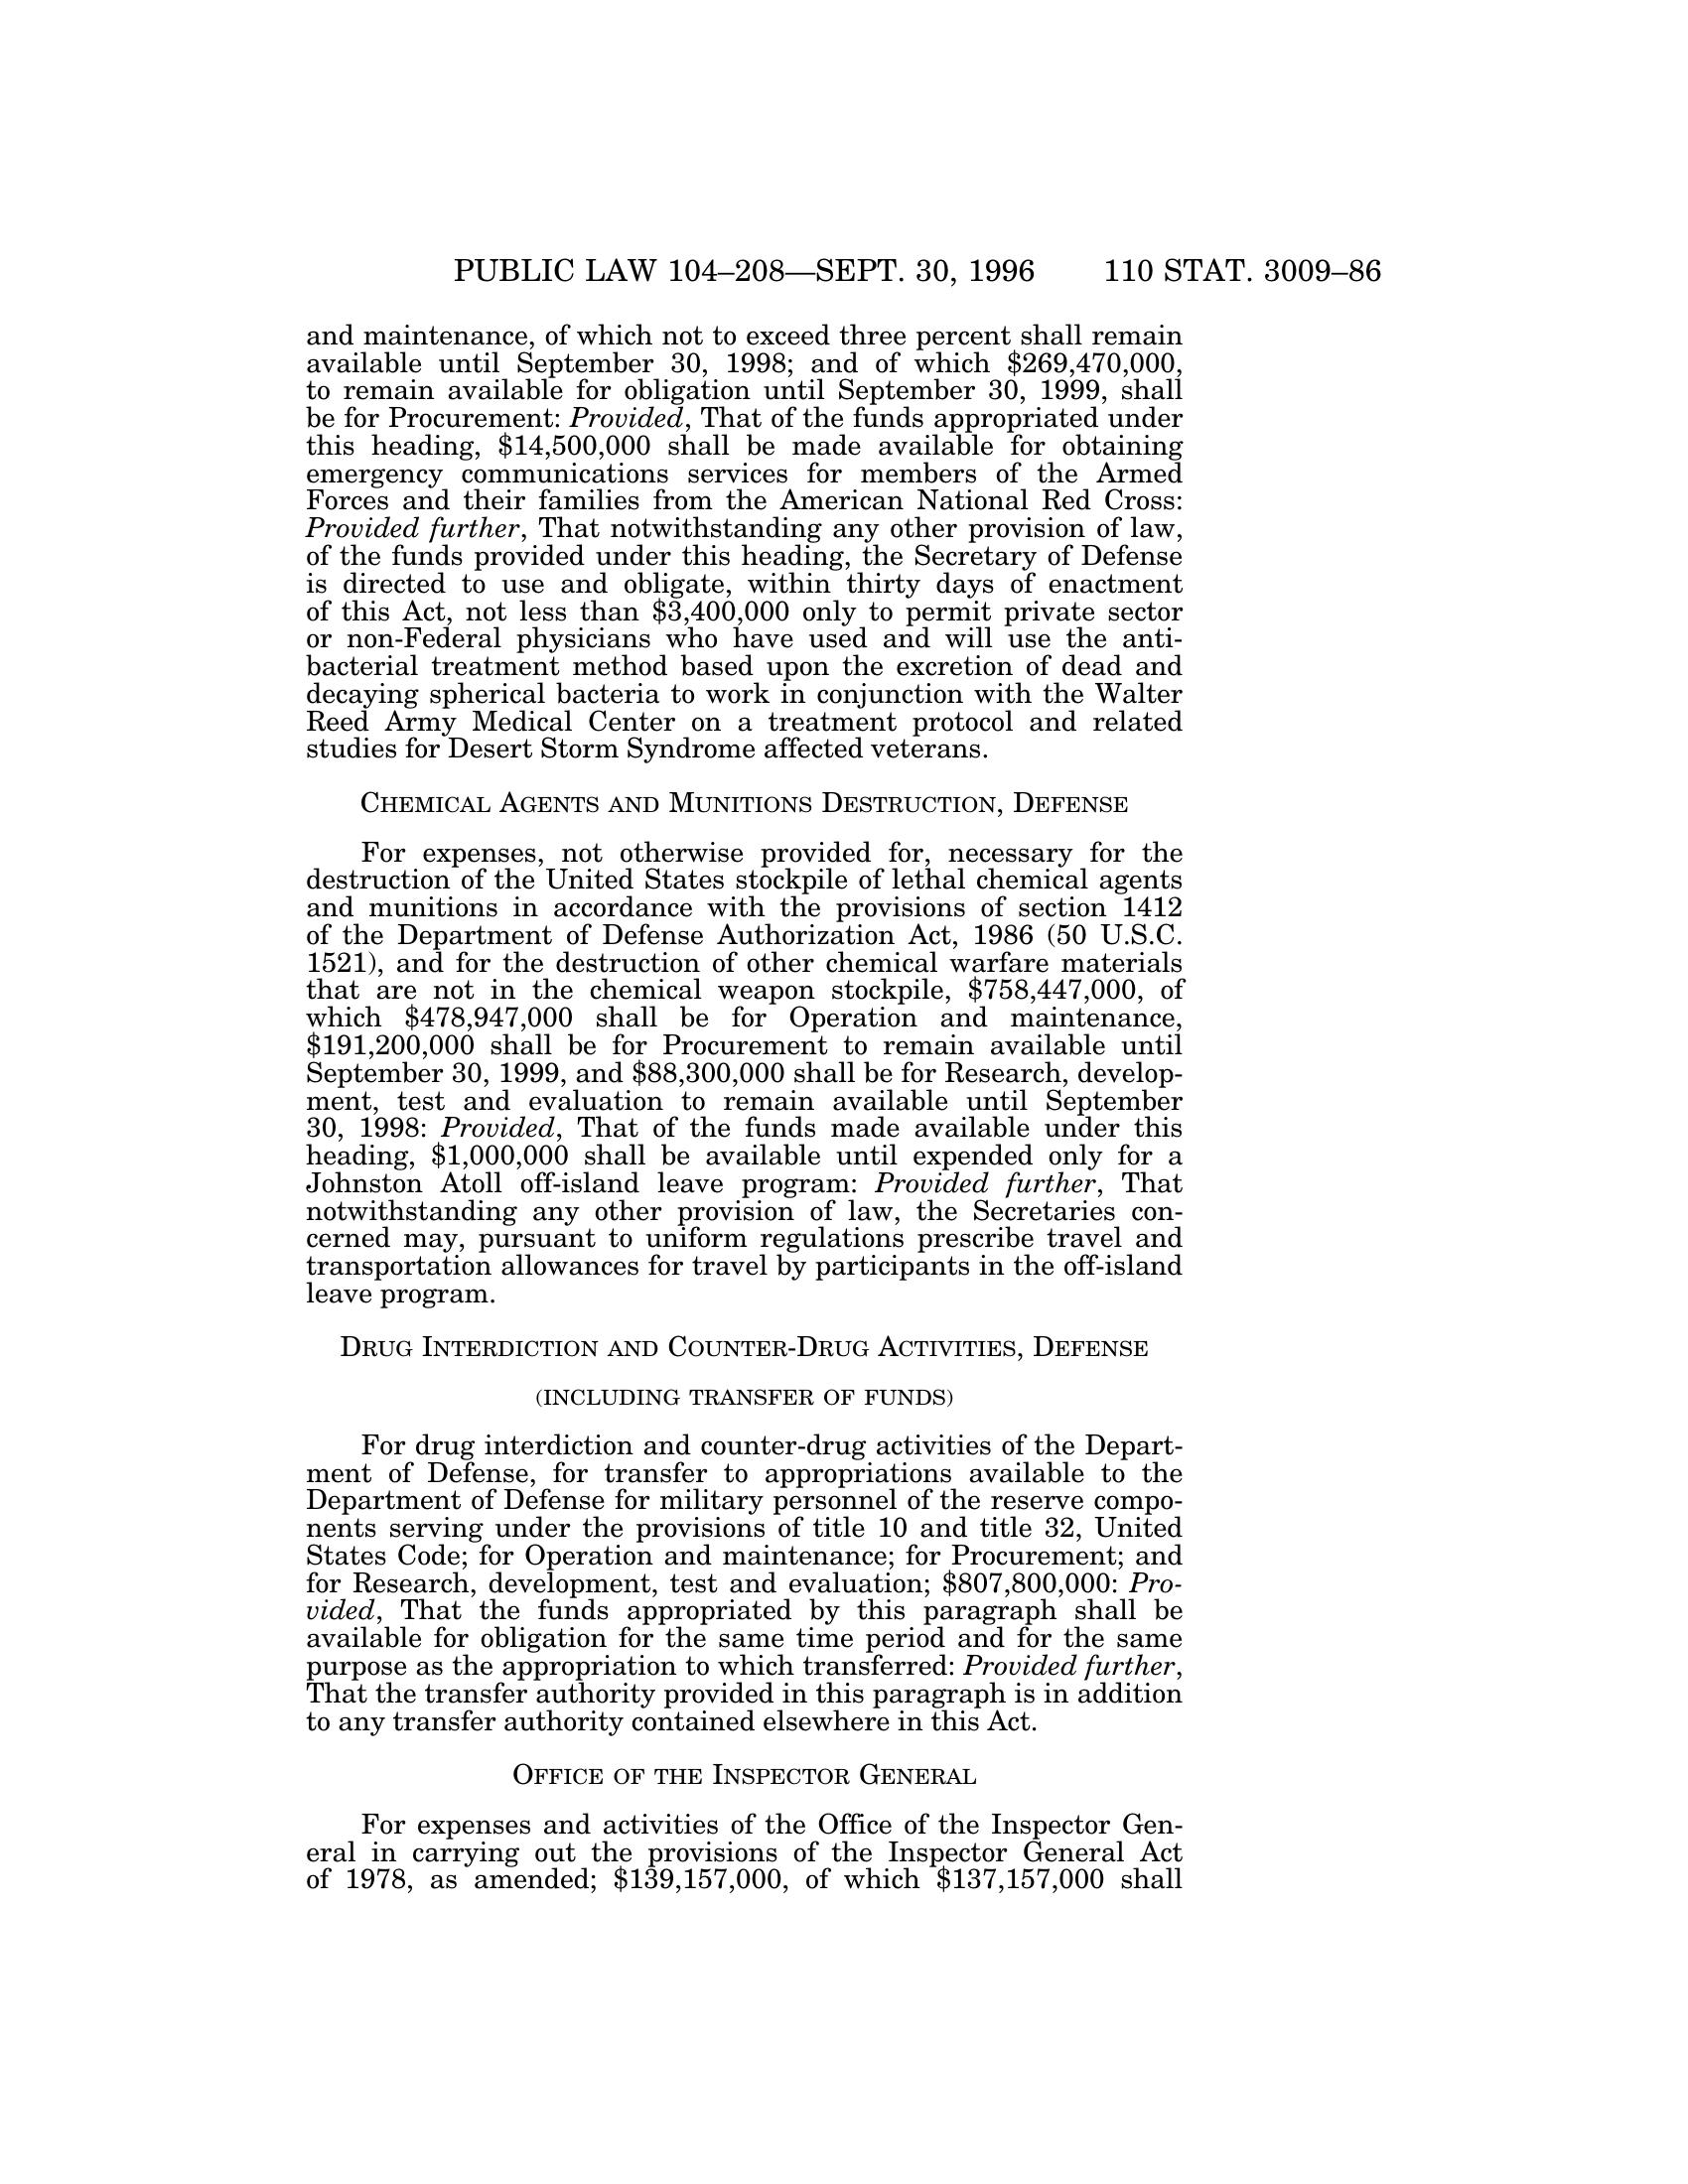 PUBLIC LAW 104–208—SEPT. 30, 1996 110 STAT. 3009–86
and maintenance, of which not to exceed three percent shall remain
available until September 30, 1998; and of which $269,470,000,
to remain available for obligation until September 30, 1999, shall
be for Procurement: Provided, That of the funds appropriated under
this heading, $14,500,000 shall be made available for obtaining
emergency communications services for members of the Armed
Forces and their families from the American National Red Cross:
Provided further, That notwithstanding any other provision of law,
of the funds provided under this heading, the Secretary of Defense
is directed to use and obligate, within thirty days of enactment
of this Act, not less than $3,400,000 only to permit private sector
or non-Federal physicians who have used and will use the anti-
bacterial treatment method based upon the excretion of dead and
decaying spherical bacteria to work in conjunction with the Walter
Reed Army Medical Center on a treatment protocol and related
studies for Desert Storm Syndrome affected veterans.
CHEMICAL AGENTS AND MUNITIONS DESTRUCTION, DEFENSE
For expenses, not otherwise provided for, necessary for the
destruction of the United States stockpile of lethal chemical agents
and munitions in accordance with the provisions of section 1412
of the Department of Defense Authorization Act, 1986 (50 U.S.C.
1521), and for the destruction of other chemical warfare materials
that are not in the chemical weapon stockpile, $758,447,000, of
which $478,947,000 shall be for Operation and maintenance,
$191,200,000 shall be for Procurement to remain available until
September 30, 1999, and $88,300,000 shall be for Research, develop-
ment, test and evaluation to remain available until September
30, 1998: Provided, That of the funds made available under this
heading, $1,000,000 shall be available until expended only for a
Johnston Atoll off-island leave program: Provided further, That
notwithstanding any other provision of law, the Secretaries con-
cerned may, pursuant to uniform regulations prescribe travel and
transportation allowances for travel by participants in the off-island
leave program.
DRUG INTERDICTION AND COUNTER-DRUG ACTIVITIES, DEFENSE
(INCLUDING TRANSFER OF FUNDS)
For drug interdiction and counter-drug activities of the Depart-
ment of Defense, for transfer to appropriations available to the
Department of Defense for military personnel of the reserve compo-
nents serving under the provisions of title 10 and title 32, United
States Code; for Operation and maintenance; for Procurement; and
for Research, development, test and evaluation; $807,800,000: Pro-
vided, That the funds appropriated by this paragraph shall be
available for obligation for the same time period and for the same
purpose as the appropriation to which transferred: Provided further,
That the transfer authority provided in this paragraph is in addition
to any transfer authority contained elsewhere in this Act.
OFFICE OF THE INSPECTOR GENERAL
For expenses and activities of the Office of the Inspector Gen-
eral in carrying out the provisions of the Inspector General Act
of 1978, as amended; $139,157,000, of which $137,157,000 shall